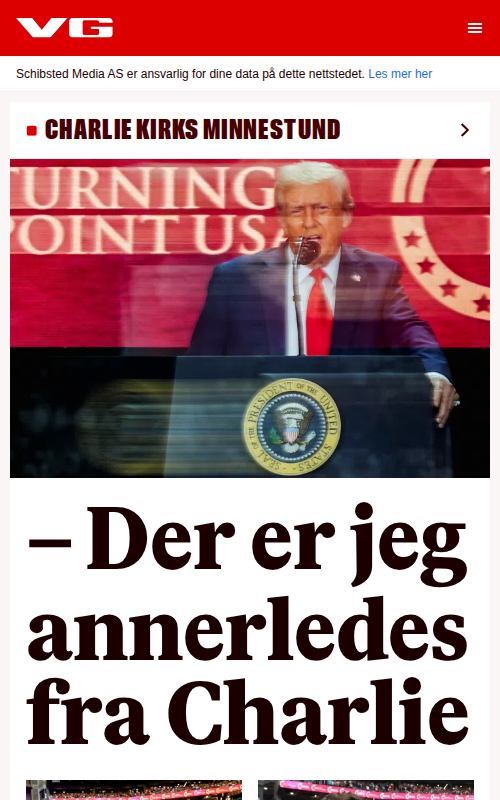 VG
Schibsted Media AS er ansvarlig for dine data på dette nettstedet. Les mer her
CHARLIE KIRKS MINNESTUND
TURNING
POINT USA
SEAL OF THE PRESIDENT OF THE UNITED STATES
– Der er jeg
annerledes
fra Charlie